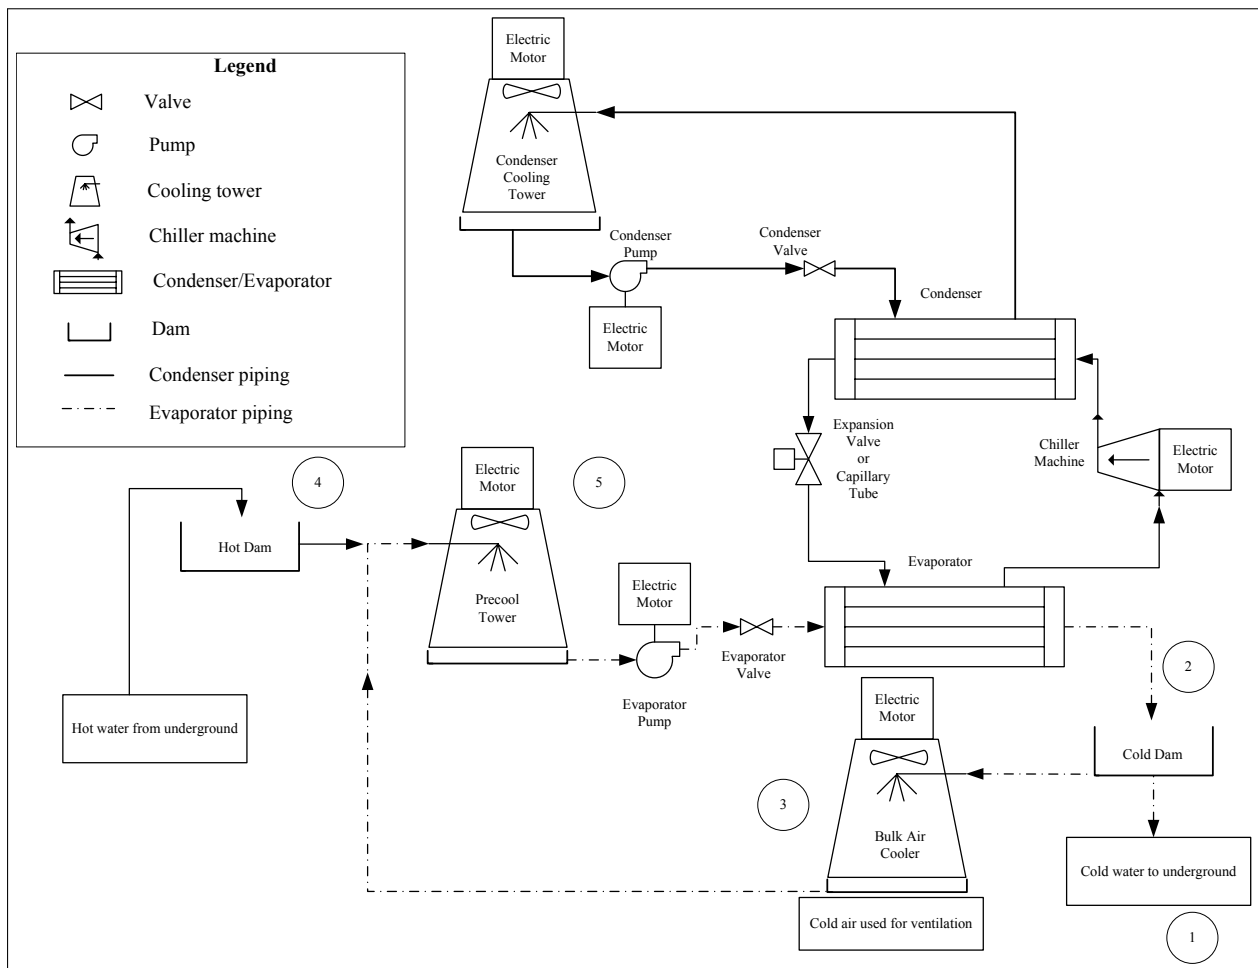 Legend
Valve
Pump
Cooling tower
Chiller machine
Condenser/Evaporator
Dam
Condenser piping
Evaporator piping
Electric
Motor
Condenser
Cooling
Tower
Condenser
Pump
Electric
Motor
Condenser
Valve
Condenser
Expansion
Valve
or
Capillary
Tube
Chiller
Machine
Electric
Motor
4
Hot Dam
Hot water from underground
Electric
Motor
5
Precool
Tower
Electric
Motor
Evaporator
Pump
Evaporator
Valve
Evaporator
2
Cold Dam
Electric
Motor
3
Bulk Air
Cooler
Cold air used for ventilation
Cold water to underground
1